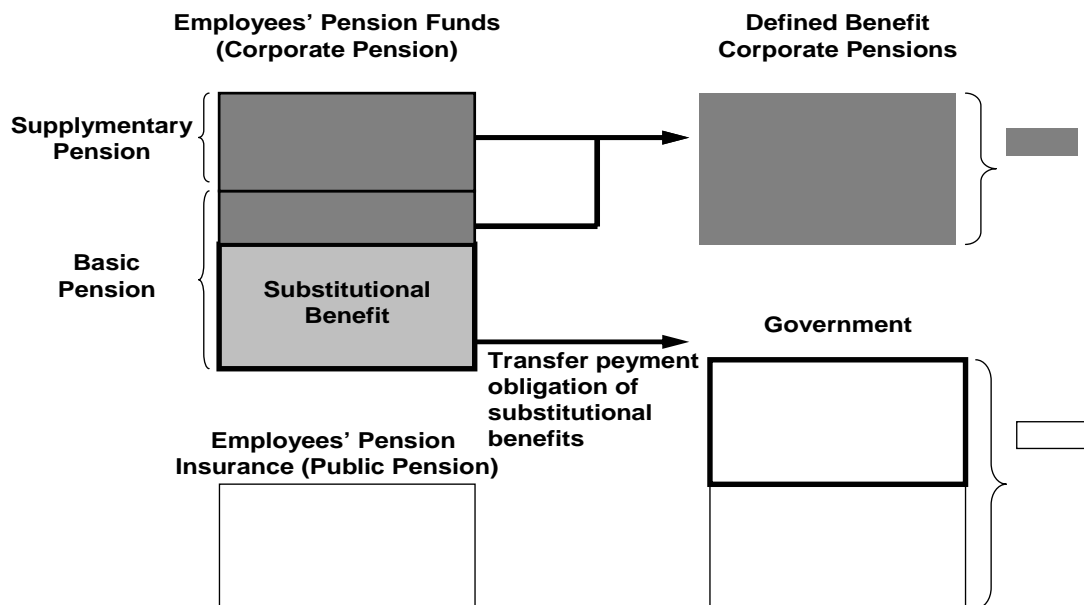 Employees’ Pension Funds
(Corporate Pension)
Defined Benefit
Corporate Pensions
Supplymentary
Pension
Basic
Pension
Substitutional
Benefit
Government
Transfer peyment
obligation of
substitutional
benefits
Employees’ Pension
Insurance (Public Pension)